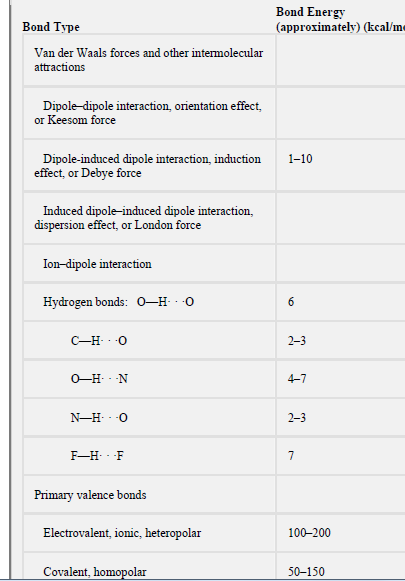 Bond Energy
Bond Type (approximately) (kcal/m
Van der Waals forces and other intermolecular
attractions
Dipole–dipole interaction, orientation effect,
or Keesom force
Dipole-induced dipole interaction, induction 1–10
effect, or Debye force
Induced dipole–induced dipole interaction,
dispersion effect, or London force
Ion–dipole interaction
Hydrogen bonds: O—H· · ·O 6
C—H· · ·O 2–3
O—H· · ·N 4–7
N—H· · ·O 2–3
F—H· · ·F 7
Primary valence bonds
Electrovalent, ionic, heteropolar 100–200
Covalent, homopolar 50–150